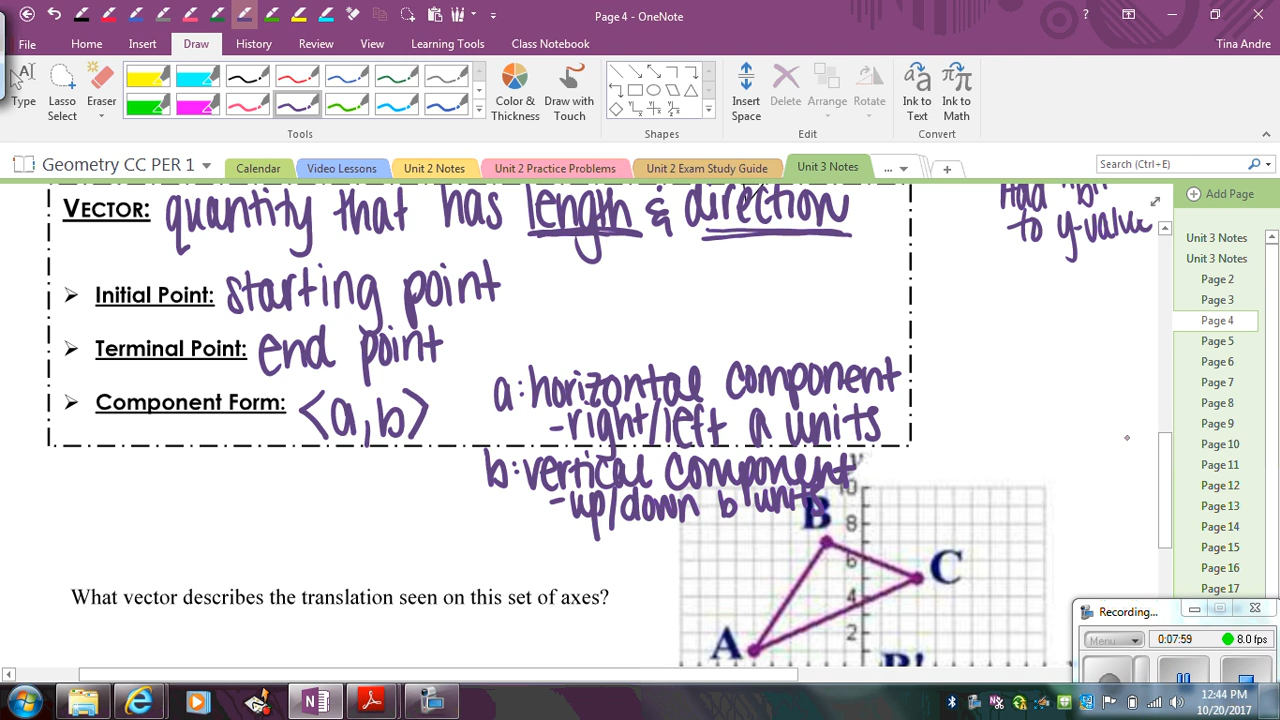 Page 4 - OneNote
Tina Andre
File Home Insert Draw History Review View Learning Tools Class Notebook
Type
Lasso Select
Eraser
Color & Thickness
Draw with Touch
Insert Space
Delete
Arrange
Rotate
Ink to Text
Ink to Math
Tools
Shapes
Edit
Convert
Geometry CC PER 1
Calendar Video Lessons Unit 2 Notes Unit 2 Practice Problems Unit 2 Exam Study Guide Unit 3 Notes ...
Search (Ctrl+E)
Add Page
Unit 3 Notes
Unit 3 Notes
Page 2
Page 3
Page 4
Page 5
Page 6
Page 7
Page 8
Page 9
Page 10
Page 11
Page 12
Page 13
Page 14
Page 15
Page 16
Page 17
VECTOR: quantity that has length & direction
Add "b"
to y-value
Initial Point: starting point
Terminal Point: end point
Component Form: <a, b>
a: horizontal component
- right/left a units
b: vertical component
- up/down b units
What vector describes the translation seen on this set of axes?
10
8
6
4
2
B
C
A
B'
Recording...
Menu
0:07:59
8.0 fps
12:44 PM
10/20/2017